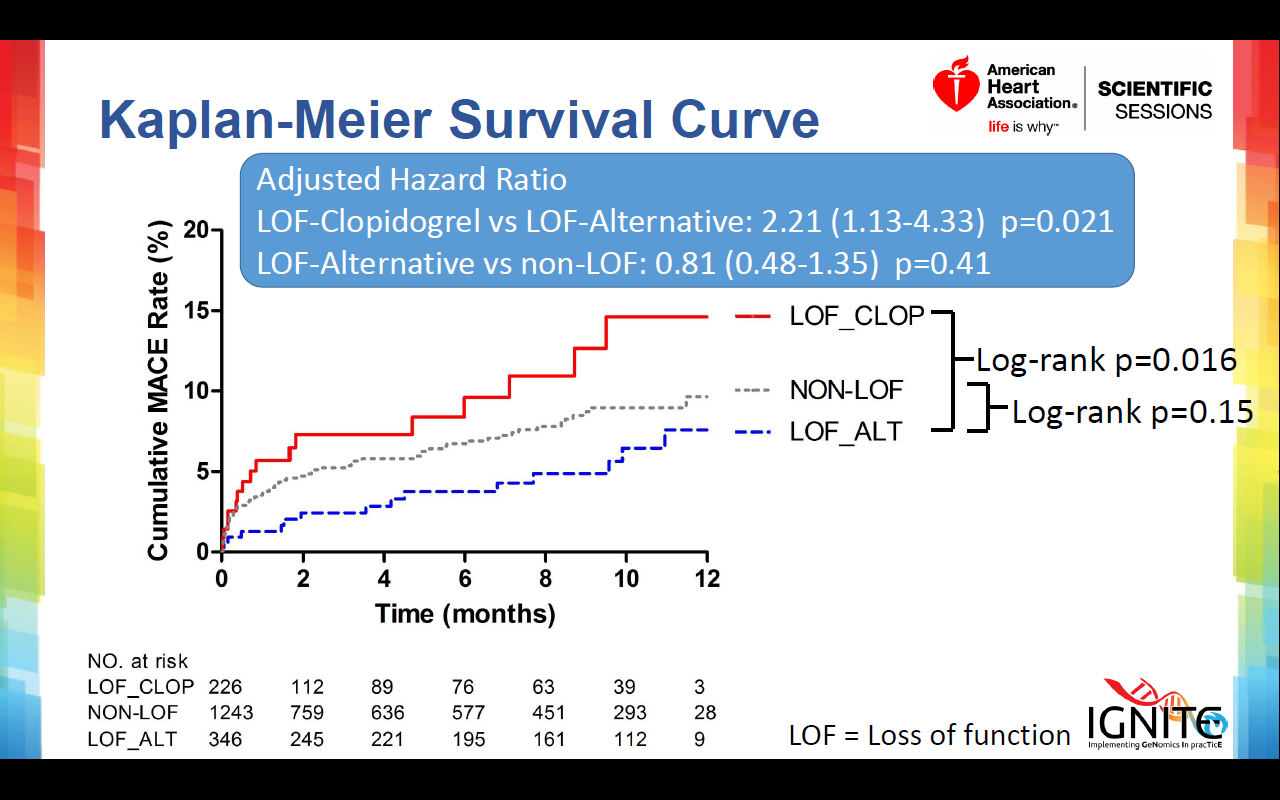 American
Heart
Association®
life is why™
SCIENTIFIC
SESSIONS
Kaplan-Meier Survival Curve
Adjusted Hazard Ratio
LOF-Clopidogrel vs LOF-Alternative: 2.21 (1.13-4.33) p=0.021
LOF-Alternative vs non-LOF: 0.81 (0.48-1.35) p=0.41
Cumulative MACE Rate (%)
20
15
10
5
0
0 2 4 6 8 10 12
Time (months)
LOF_CLOP
NON-LOF
LOF_ALT
Log-rank p=0.016
Log-rank p=0.15
NO. at risk
LOF_CLOP 226 112 89 76 63 39 3
NON-LOF 1243 759 636 577 451 293 28
LOF_ALT 346 245 221 195 161 112 9
LOF = Loss of function
IGNITE
Implementing GeNomics In pracTicE